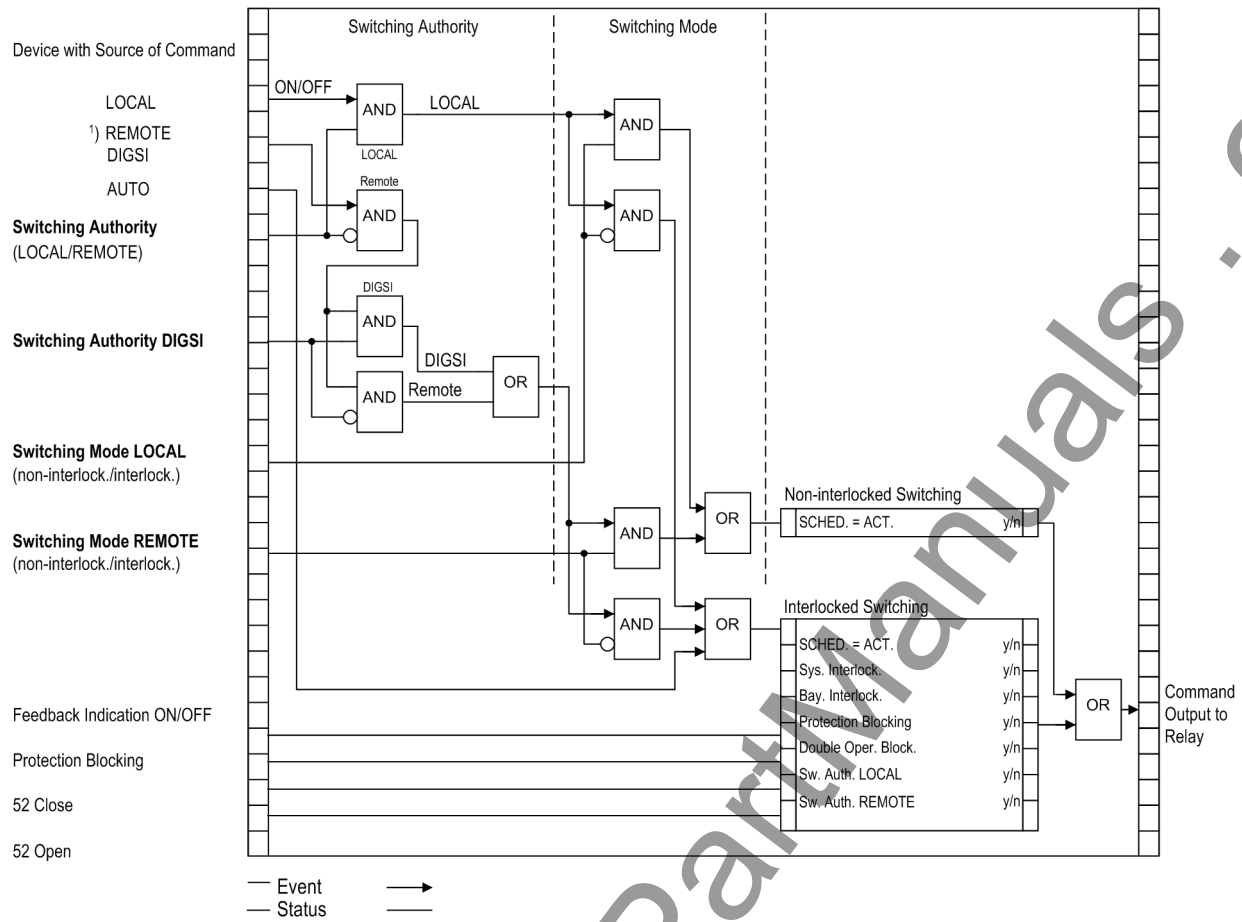 Switching Authority
Switching Mode
Device with Source of Command
ON/OFF
LOCAL
AND
LOCAL
LOCAL
AND
1) REMOTE
DIGSI
AUTO
Remote
AND
AND
Switching Authority
(LOCAL/REMOTE)
DIGSI
AND
Switching Authority DIGSI
DIGSI
OR
AND
Remote
Switching Mode LOCAL
(non-interlock./interlock.)
Non-interlocked Switching
OR
SCHED. = ACT. y/n
AND
Switching Mode REMOTE
(non-interlock./interlock.)
Interlocked Switching
AND
OR
SCHED. = ACT. y/n
Sys. Interlock. y/n
Bay. Interlock. y/n
Protection Blocking y/n
Double Oper. Block. y/n
Sw. Auth. LOCAL y/n
Sw. Auth. REMOTE y/n
OR
Command
Output to
Relay
Feedback Indication ON/OFF
Protection Blocking
52 Close
52 Open
Event
Status
PartManuals .